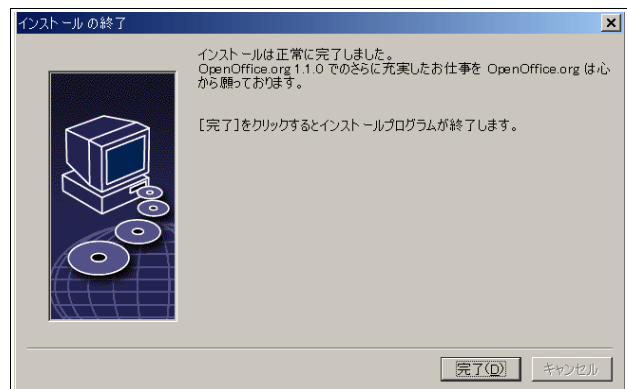 インストールの終了
インストールは正常に完了しました。
OpenOffice.org 1.1.0 でのさらに充実したお仕事を OpenOffice.org は心
から願っております。
［完了］をクリックするとインストールプログラムが終了します。
完了(D)
キャンセル